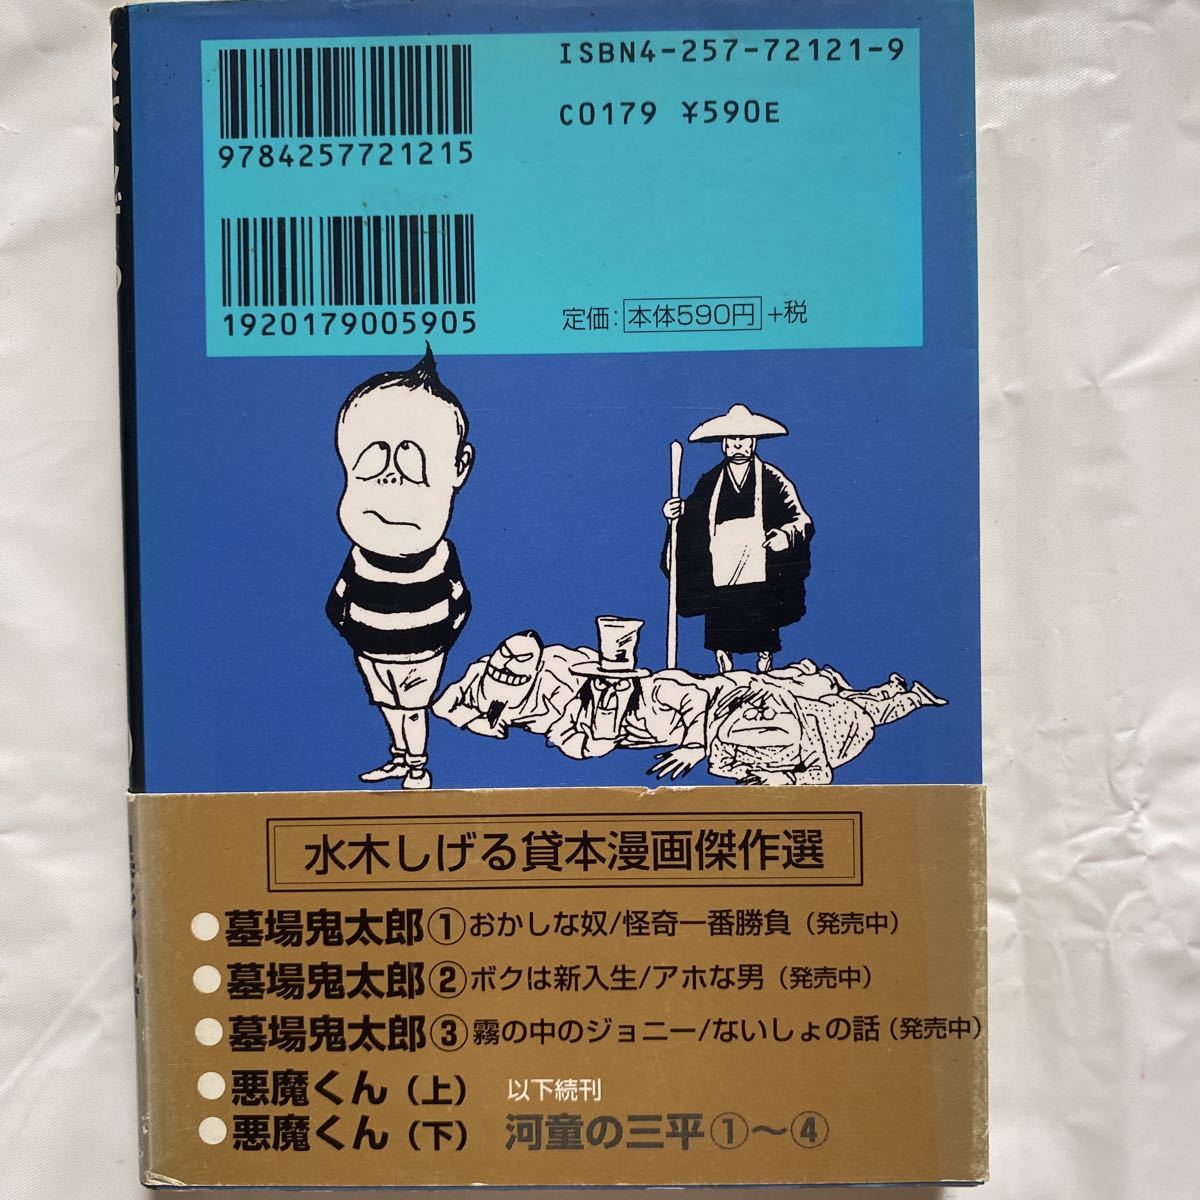 ISBN4-257-72121-9
C0179 ¥590E
9784257721215
1920179005905
定価:本体590円+税
水木しげる貸本漫画傑作選
●墓場鬼太郎①おかしな奴/怪奇一番勝負(発売中)
●墓場鬼太郎②ボクは新入生/アホな男(発売中)
●墓場鬼太郎③霧の中のジョニー/ないしょの話(発売中)
●悪魔くん(上) 以下続刊
●悪魔くん(下) 河童の三平①〜④